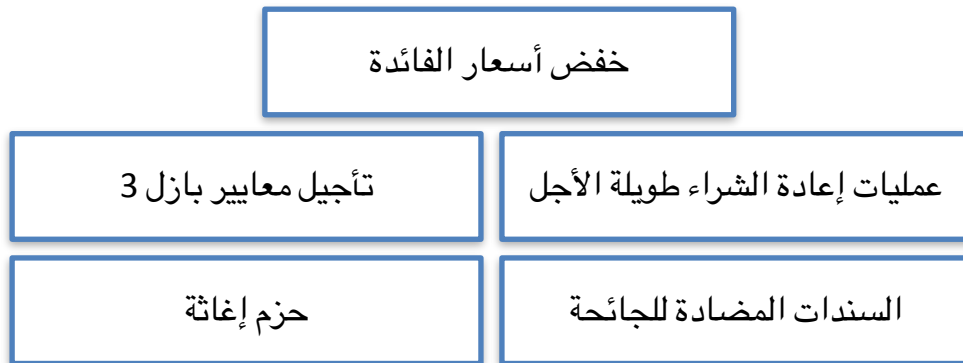 خفض أسعار الفائدة
عمليات إعادة الشراء طويلة الأجل
تأجيل معايير بازل 3
السندات المضادة للجائحة
حزم إغاثة